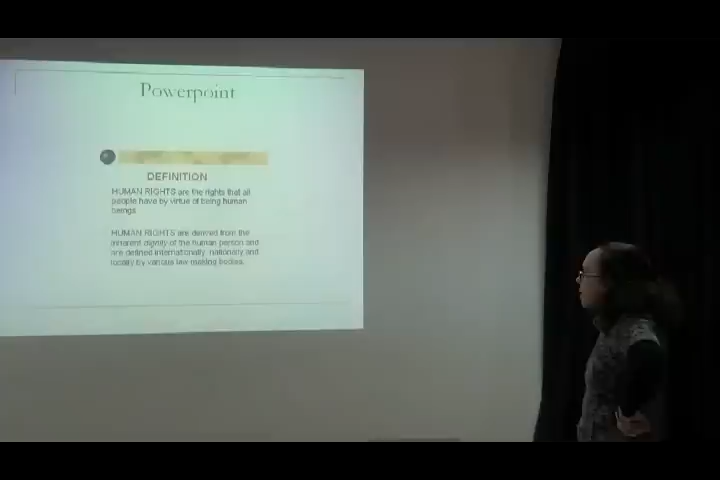 Powerpoint
DEFINITION
HUMAN RIGHTS are the rights that all
people have by virtue of being human
beings.
HUMAN RIGHTS are derived from the
inherent dignity of the human person and
are defined internationally, nationally and
locally by various law making bodies.